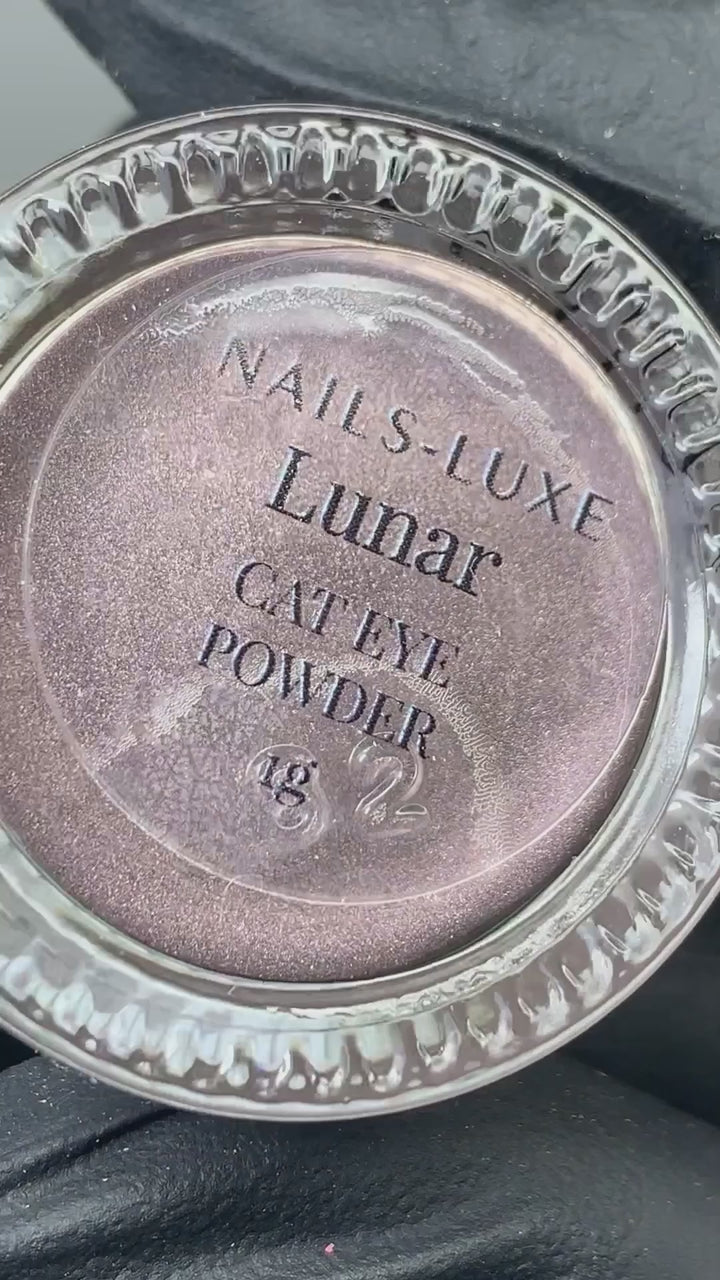 NAILS-LUXE
Lunar
CAT EYE
POWDER
1g
2